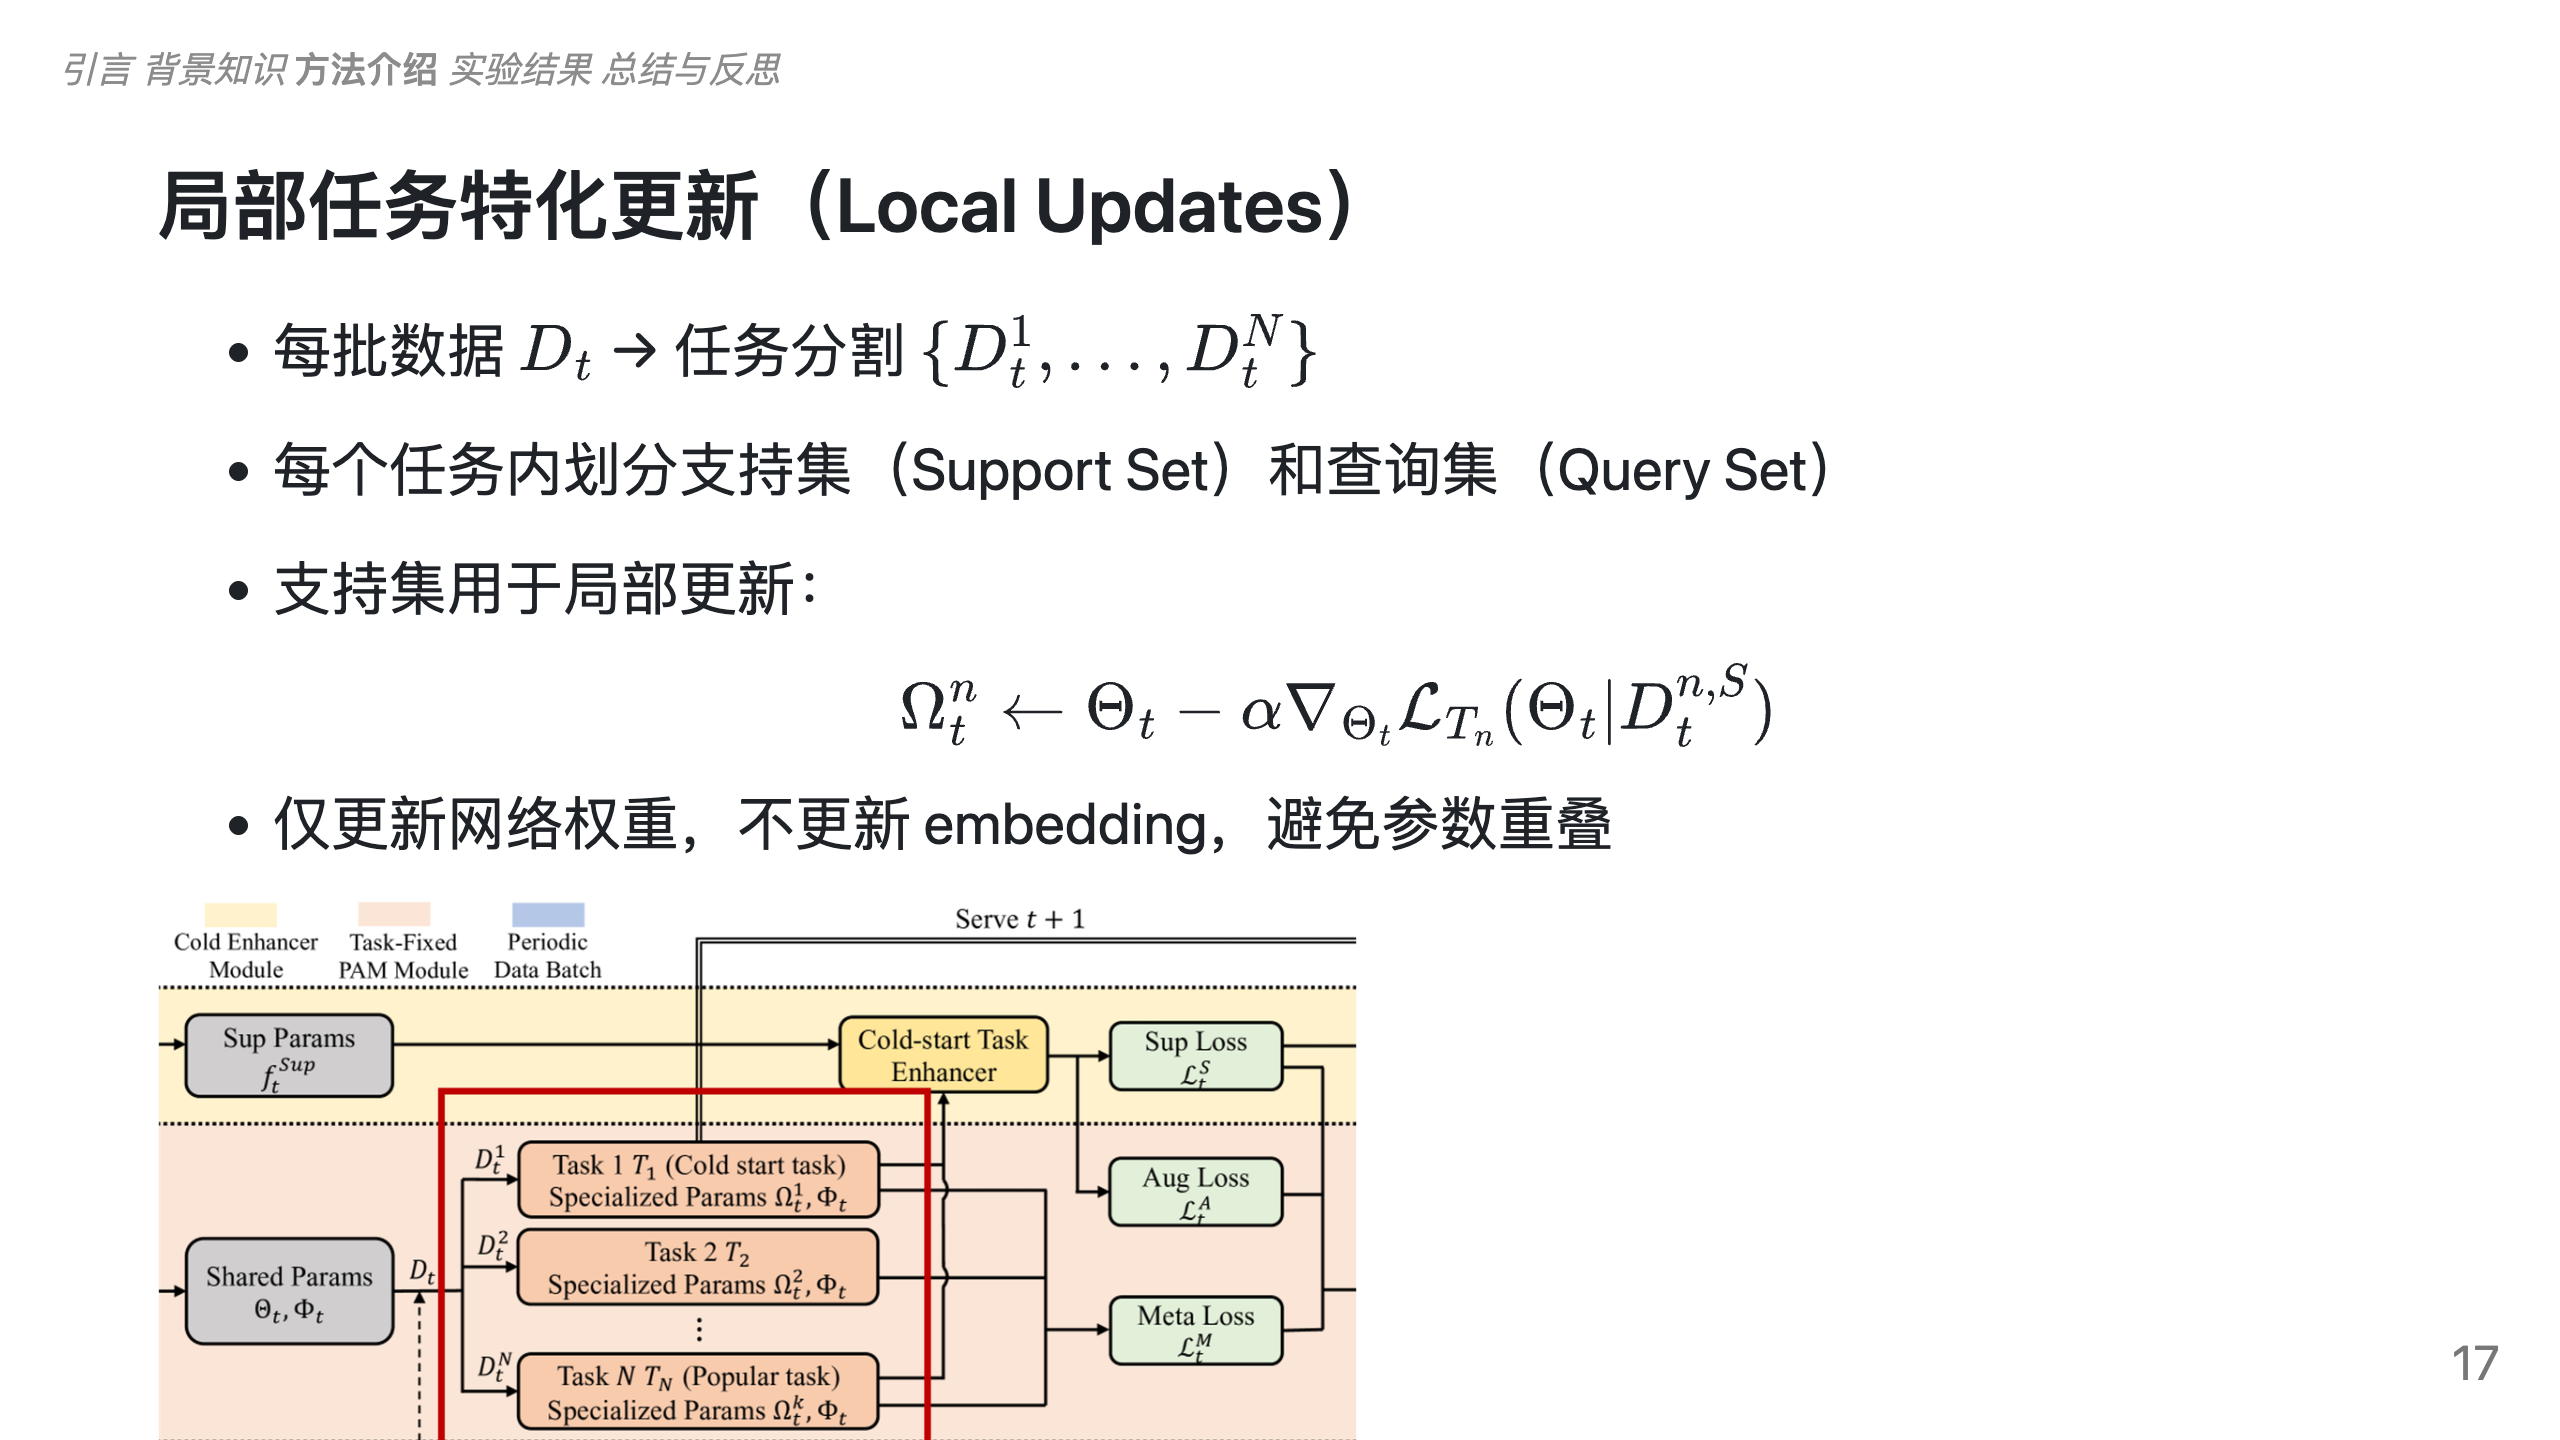 引言 背景知识 方法介绍 实验结果 总结与反思
局部任务特化更新（Local Updates）
• 每批数据 D_t → 任务分割 {D_t^1, . . . , D_t^N}
• 每个任务内划分支持集（Support Set）和查询集（Query Set）
• 支持集用于局部更新：
Ω_t^n ← Θ_t − α∇_{Θ_t} ℒ_{T_n}(Θ_t|D_t^{n,S})
• 仅更新网络权重，不更新 embedding，避免参数重叠
Cold Enhancer
Module
Task-Fixed
PAM Module
Periodic
Data Batch
Serve t + 1
Sup Params
f_t^{Sup}
Cold-start Task
Enhancer
Sup Loss
ℒ_t^S
D_t^1
Task 1 T_1 (Cold start task)
Specialized Params Ω_t^1, Φ_t
Aug Loss
ℒ_t^A
D_t^2
Task 2 T_2
Specialized Params Ω_t^2, Φ_t
Shared Params
Θ_t, Φ_t
D_t
⋮
Meta Loss
ℒ_t^M
D_t^N
Task N T_N (Popular task)
Specialized Params Ω_t^k, Φ_t
17